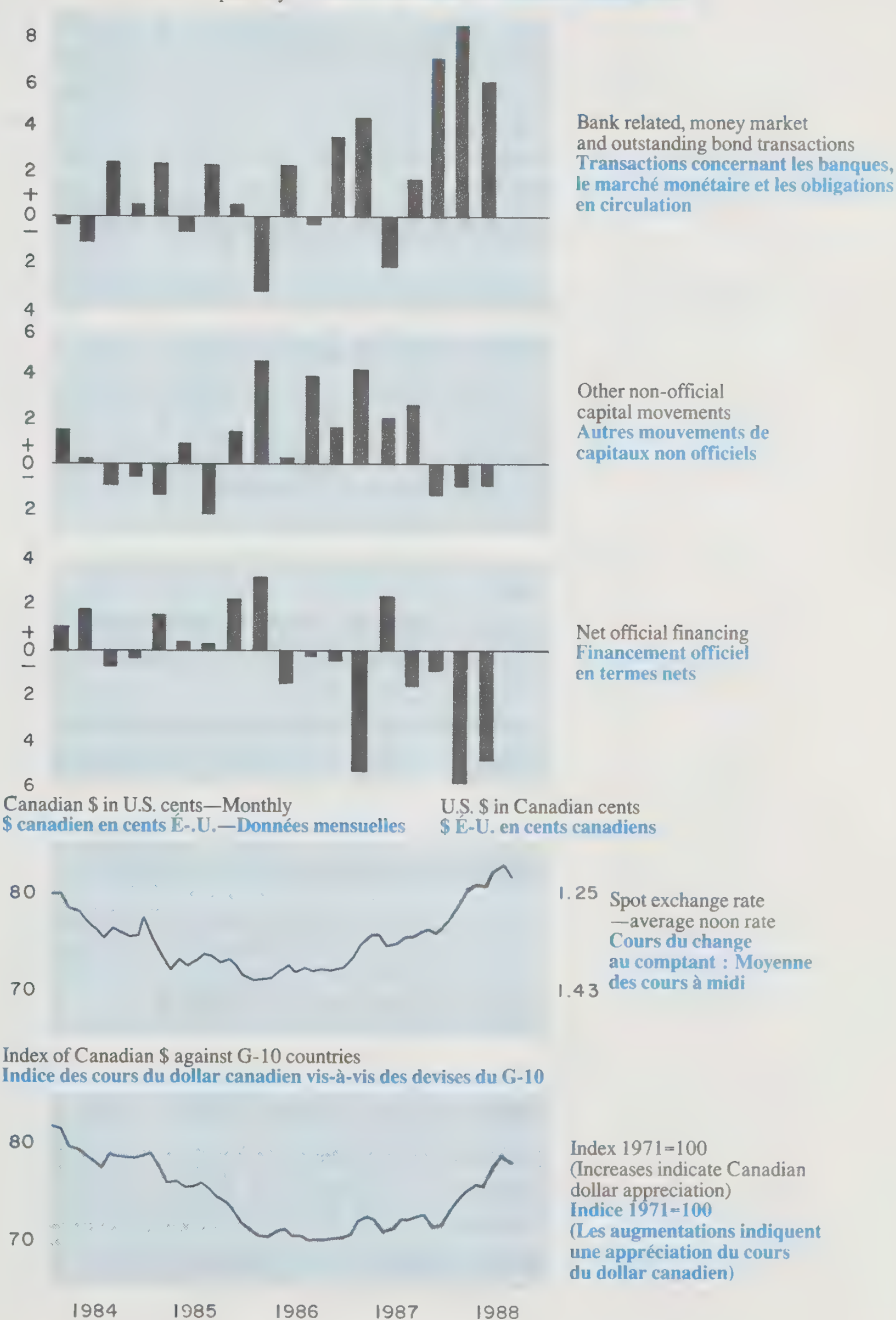 8
6
4
2
+
0
—
2
4
Bank related, money market
and outstanding bond transactions
Transactions concernant les banques,
le marché monétaire et les obligations
en circulation
6
4
2
+
0
—
2
Other non-official
capital movements
Autres mouvements de
capitaux non officiels
4
2
+
0
—
2
4
6
Net official financing
Financement officiel
en termes nets
Canadian $ in U.S. cents—Monthly
$ canadien en cents É-.U.—Données mensuelles
U.S. $ in Canadian cents
$ É-U. en cents canadiens
80
70
1.25
1.43
Spot exchange rate
—average noon rate
Cours du change
au comptant : Moyenne
des cours à midi
Index of Canadian $ against G-10 countries
Indice des cours du dollar canadien vis-à-vis des devises du G-10
80
70
Index 1971=100
(Increases indicate Canadian
dollar appreciation)
Indice 1971=100
(Les augmentations indiquent
une appréciation du cours
du dollar canadien)
1984 1985 1986 1987 1988